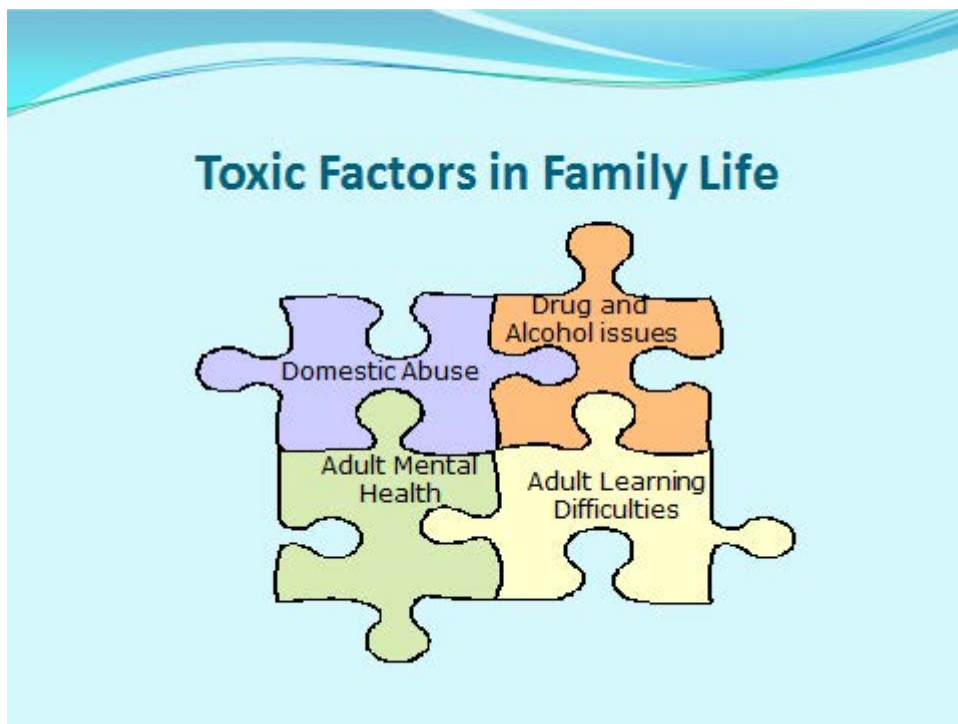 Toxic Factors in Family Life
Drug and
Alcohol issues
Domestic Abuse
Adult Mental
Health
Adult Learning
Difficulties